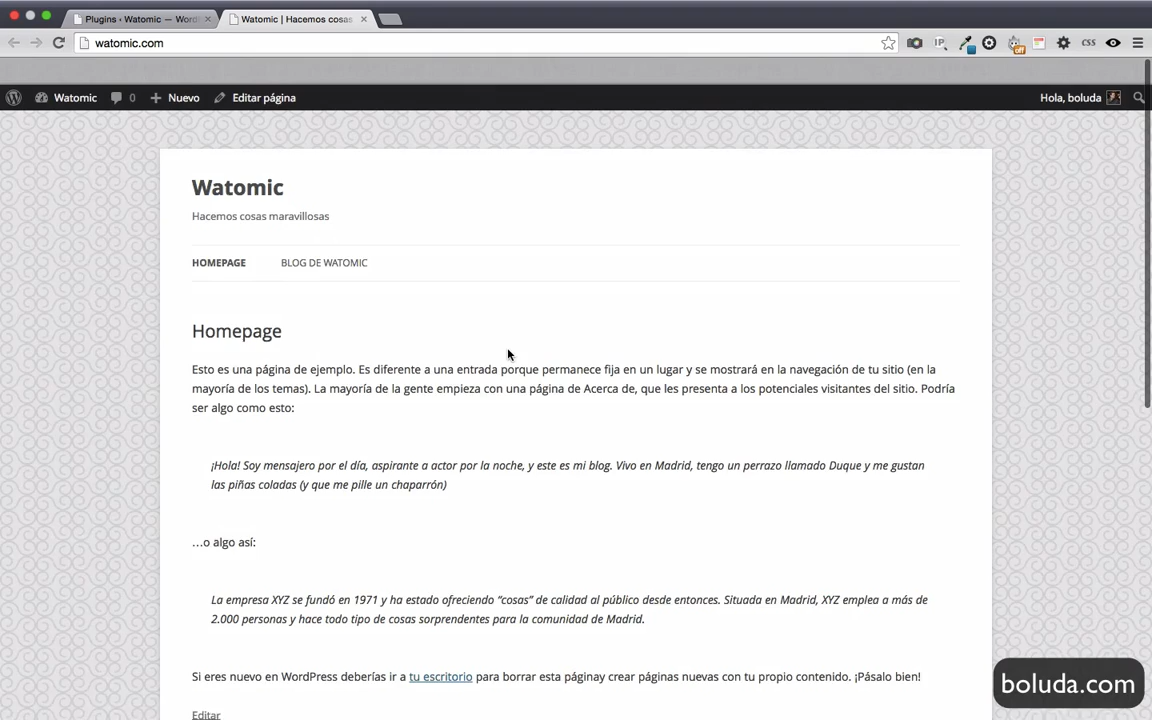 Plugins ‹ Watomic — Word
Watomic | Hacemos cosas
watomic.com
IP
off
CSS
Watomic
0
Nuevo
Editar página
Hola, boluda
Watomic
Hacemos cosas maravillosas
HOMEPAGE
BLOG DE WATOMIC
Homepage
Esto es una página de ejemplo. Es diferente a una entrada porque permanece fija en un lugar y se mostrará en la navegación de tu sitio (en la
mayoría de los temas). La mayoría de la gente empieza con una página de Acerca de, que les presenta a los potenciales visitantes del sitio. Podría
ser algo como esto:
¡Hola! Soy mensajero por el día, aspirante a actor por la noche, y este es mi blog. Vivo en Madrid, tengo un perrazo llamado Duque y me gustan
las piñas coladas (y que me pille un chaparrón)
…o algo así:
La empresa XYZ se fundó en 1971 y ha estado ofreciendo “cosas” de calidad al público desde entonces. Situada en Madrid, XYZ emplea a más de
2.000 personas y hace todo tipo de cosas sorprendentes para la comunidad de Madrid.
Si eres nuevo en WordPress deberías ir a tu escritorio para borrar esta páginay crear páginas nuevas con tu propio contenido. ¡Pásalo bien!
Editar
boluda.com